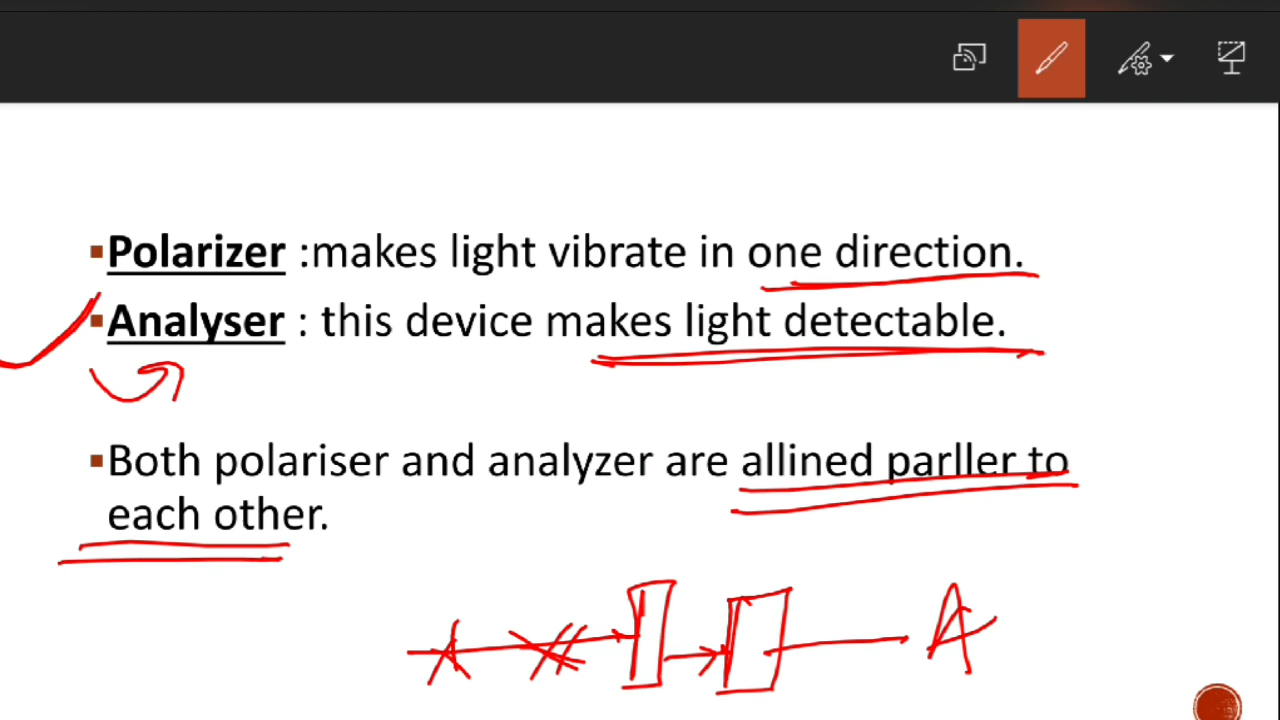 Polarizer :makes light vibrate in one direction.
Analyser : this device makes light detectable.
Both polariser and analyzer are allined parller to
each other.
A